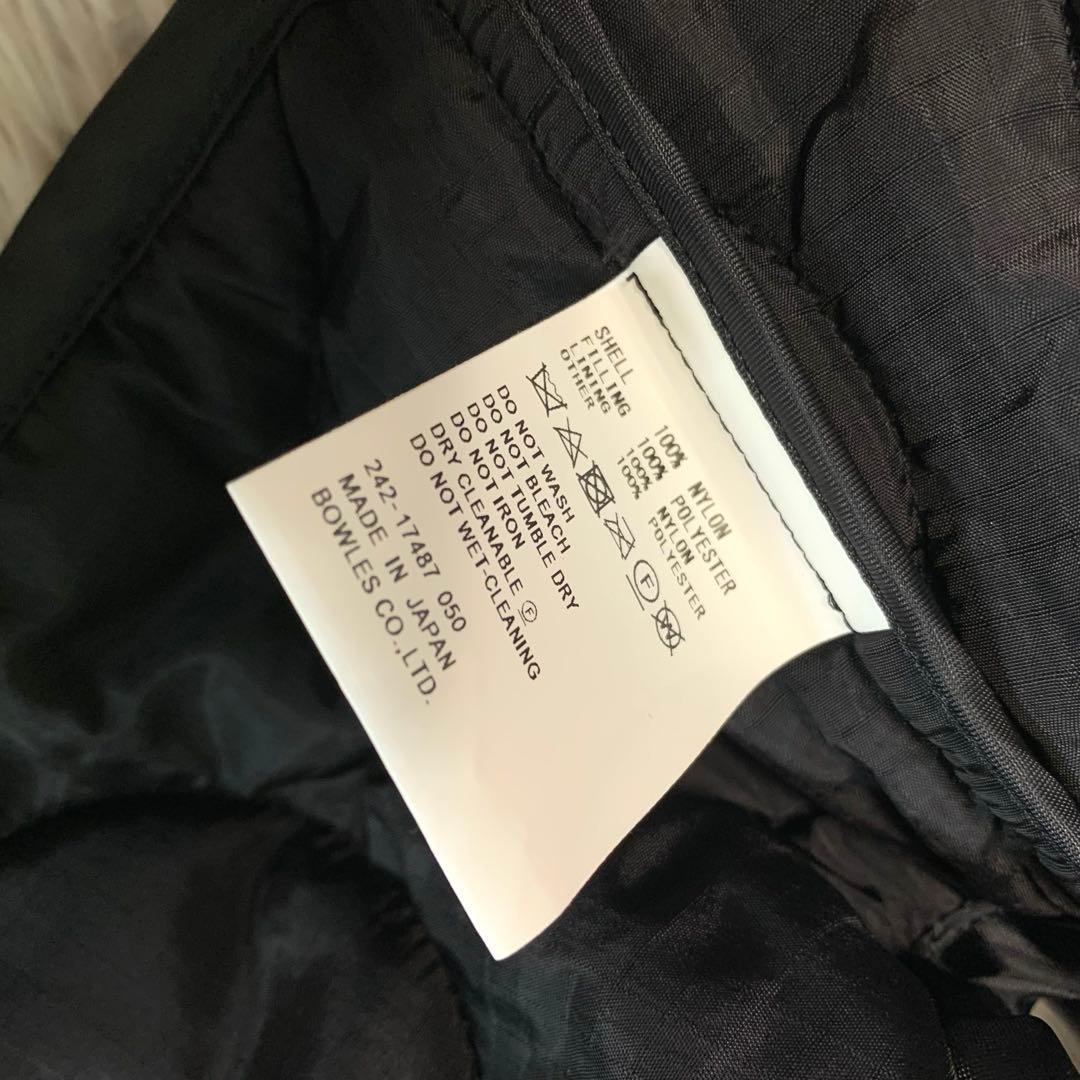 SHELL 100% NYLON
FILLING 100% POLYESTER
LINING 100% NYLON
OTHER 100% POLYESTER
F
DO NOT WASH
DO NOT BLEACH
DO NOT TUMBLE DRY
DO NOT IRON
DRY CLEANABLE Ⓕ
DO NOT WET-CLEANING
242-17487 050
MADE IN JAPAN
BOWLES CO.,LTD.